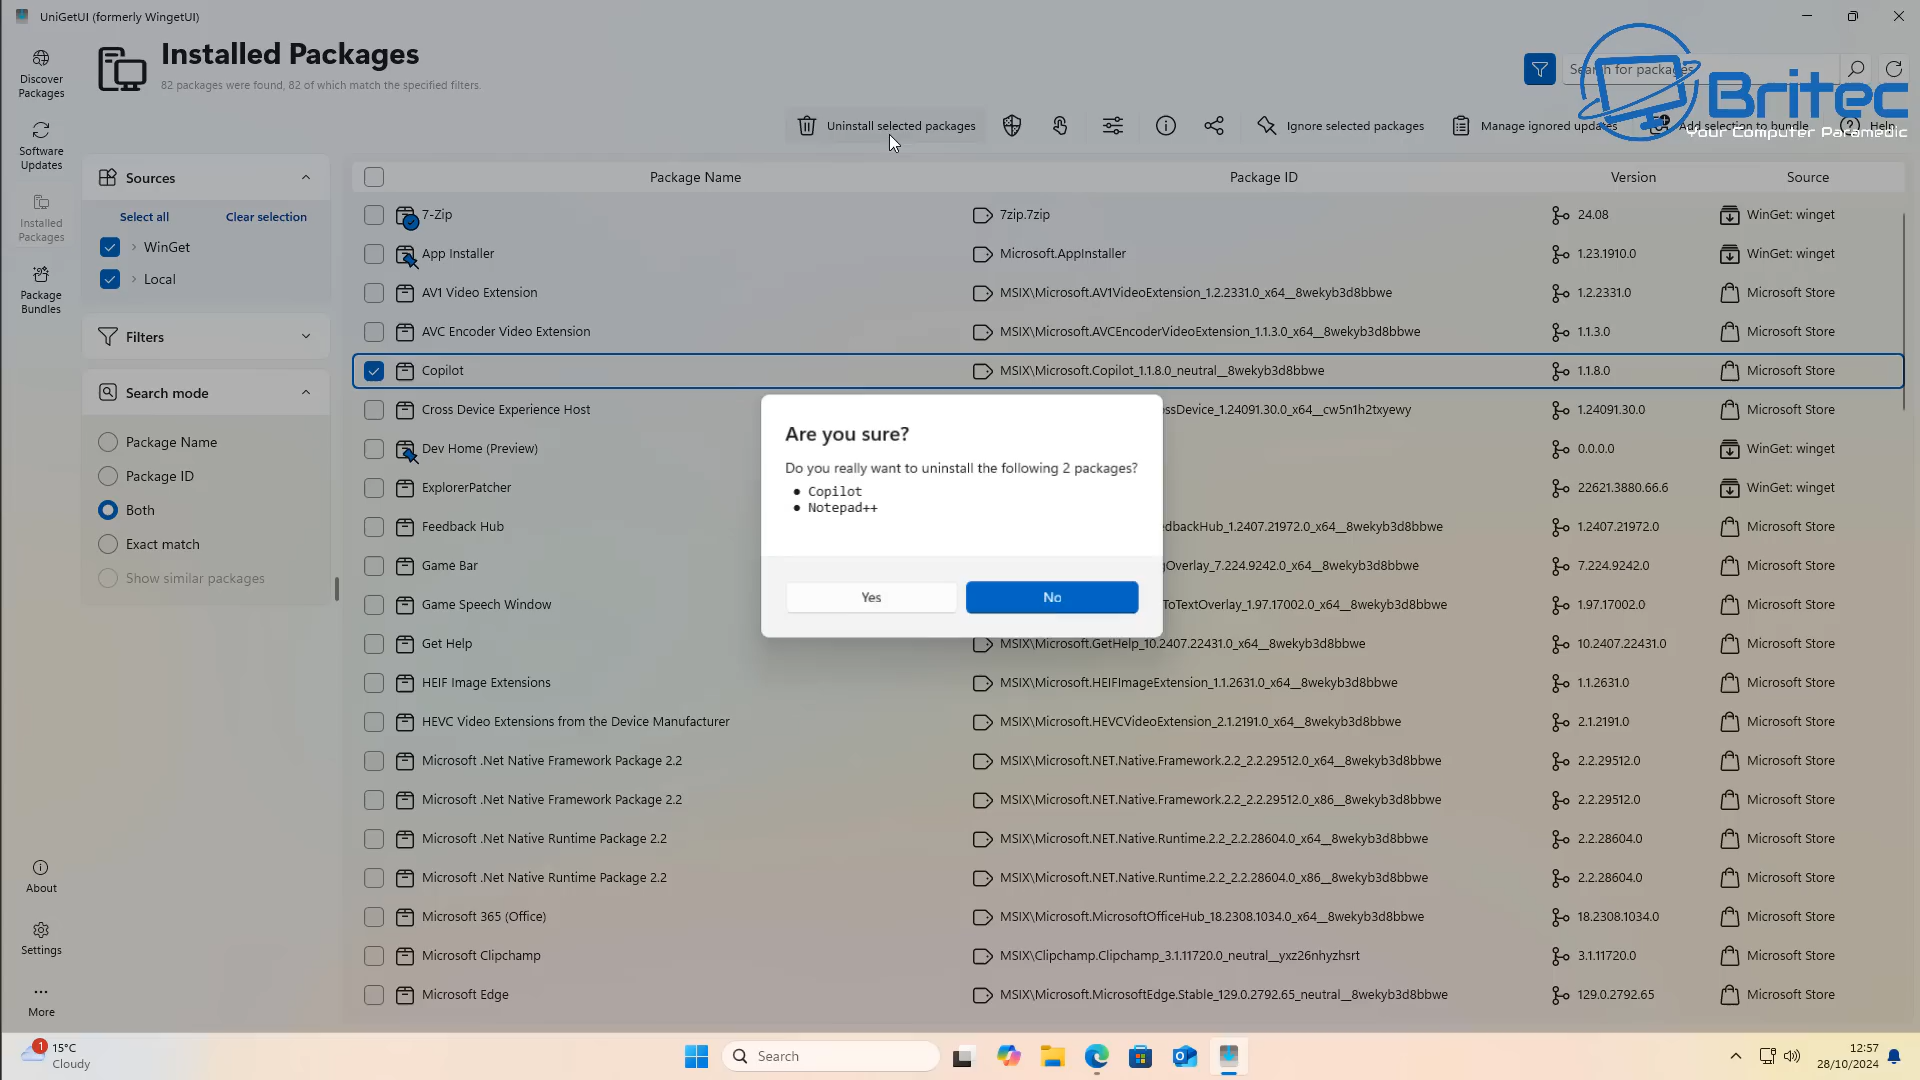 UniGetUI (formerly WingetUI)
Installed Packages
82 packages were found, 82 of which match the specified filters.
Discover
Packages
Software
Updates
Installed
Packages
Package
Bundles
About
Settings
More
Search for packages
Britec
Your Computer Paramedic
Uninstall selected packages
Ignore selected packages
Manage ignored updates
Add selection to bundle
Help
Sources
Select all
Clear selection
WinGet
Local
Filters
Search mode
Package Name
Package ID
Both
Exact match
Show similar packages
Package Name Package ID Version Source
7-Zip 7zip.7zip 24.08 WinGet: winget
App Installer Microsoft.AppInstaller 1.23.1910.0 WinGet: winget
AV1 Video Extension MSIX\Microsoft.AV1VideoExtension_1.2.2331.0_x64__8wekyb3d8bbwe 1.2.2331.0 Microsoft Store
AVC Encoder Video Extension MSIX\Microsoft.AVCEncoderVideoExtension_1.1.3.0_x64__8wekyb3d8bbwe 1.1.3.0 Microsoft Store
Copilot MSIX\Microsoft.Copilot_1.1.8.0_neutral__8wekyb3d8bbwe 1.1.8.0 Microsoft Store
Cross Device Experience Host ssDevice_1.24091.30.0_x64__cw5n1h2txyewy 1.24091.30.0 Microsoft Store
Dev Home (Preview) 0.0.0.0 WinGet: winget
ExplorerPatcher 22621.3880.66.6 WinGet: winget
Feedback Hub edbackHub_1.2407.21972.0_x64__8wekyb3d8bbwe 1.2407.21972.0 Microsoft Store
Game Bar gOverlay_7.224.9242.0_x64__8wekyb3d8bbwe 7.224.9242.0 Microsoft Store
Game Speech Window ToTextOverlay_1.97.17002.0_x64__8wekyb3d8bbwe 1.97.17002.0 Microsoft Store
Get Help MSIX\Microsoft.GetHelp_10.2407.22431.0_x64__8wekyb3d8bbwe 10.2407.22431.0 Microsoft Store
HEIF Image Extensions MSIX\Microsoft.HEIFImageExtension_1.1.2631.0_x64__8wekyb3d8bbwe 1.1.2631.0 Microsoft Store
HEVC Video Extensions from the Device Manufacturer MSIX\Microsoft.HEVCVideoExtension_2.1.2191.0_x64__8wekyb3d8bbwe 2.1.2191.0 Microsoft Store
Microsoft .Net Native Framework Package 2.2 MSIX\Microsoft.NET.Native.Framework.2.2_2.2.29512.0_x64__8wekyb3d8bbwe 2.2.29512.0 Microsoft Store
Microsoft .Net Native Framework Package 2.2 MSIX\Microsoft.NET.Native.Framework.2.2_2.2.29512.0_x86__8wekyb3d8bbwe 2.2.29512.0 Microsoft Store
Microsoft .Net Native Runtime Package 2.2 MSIX\Microsoft.NET.Native.Runtime.2.2_2.2.28604.0_x64__8wekyb3d8bbwe 2.2.28604.0 Microsoft Store
Microsoft .Net Native Runtime Package 2.2 MSIX\Microsoft.NET.Native.Runtime.2.2_2.2.28604.0_x86__8wekyb3d8bbwe 2.2.28604.0 Microsoft Store
Microsoft 365 (Office) MSIX\Microsoft.MicrosoftOfficeHub_18.2308.1034.0_x64__8wekyb3d8bbwe 18.2308.1034.0 Microsoft Store
Microsoft Clipchamp MSIX\Clipchamp.Clipchamp_3.1.11720.0_neutral__yxz26nhyzhsrt 3.1.11720.0 Microsoft Store
Microsoft Edge MSIX\Microsoft.MicrosoftEdge.Stable_129.0.2792.65_neutral__8wekyb3d8bbwe 129.0.2792.65 Microsoft Store
Are you sure?
Do you really want to uninstall the following 2 packages?
• Copilot
• Notepad++
Yes
No
1
15°C
Cloudy
Search
12:57
28/10/2024